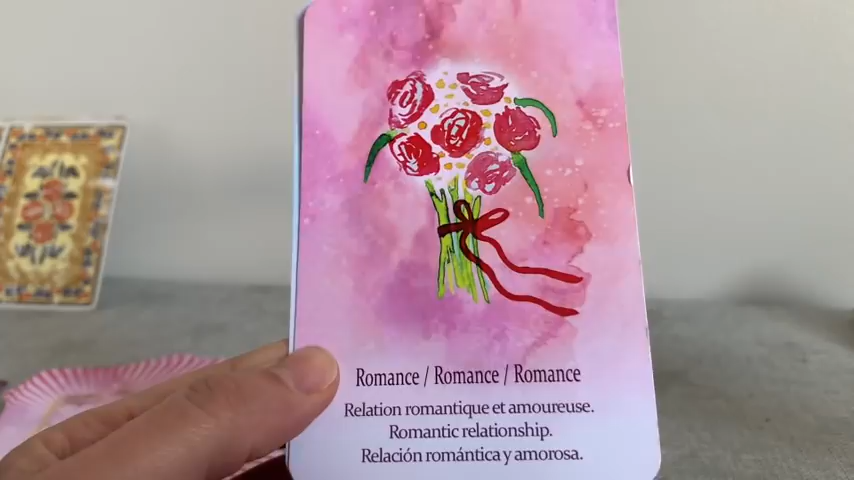 Romance / Romance / Romance
Relation romantique et amoureuse.
Romantic relationship.
Relación romántica y amorosa.